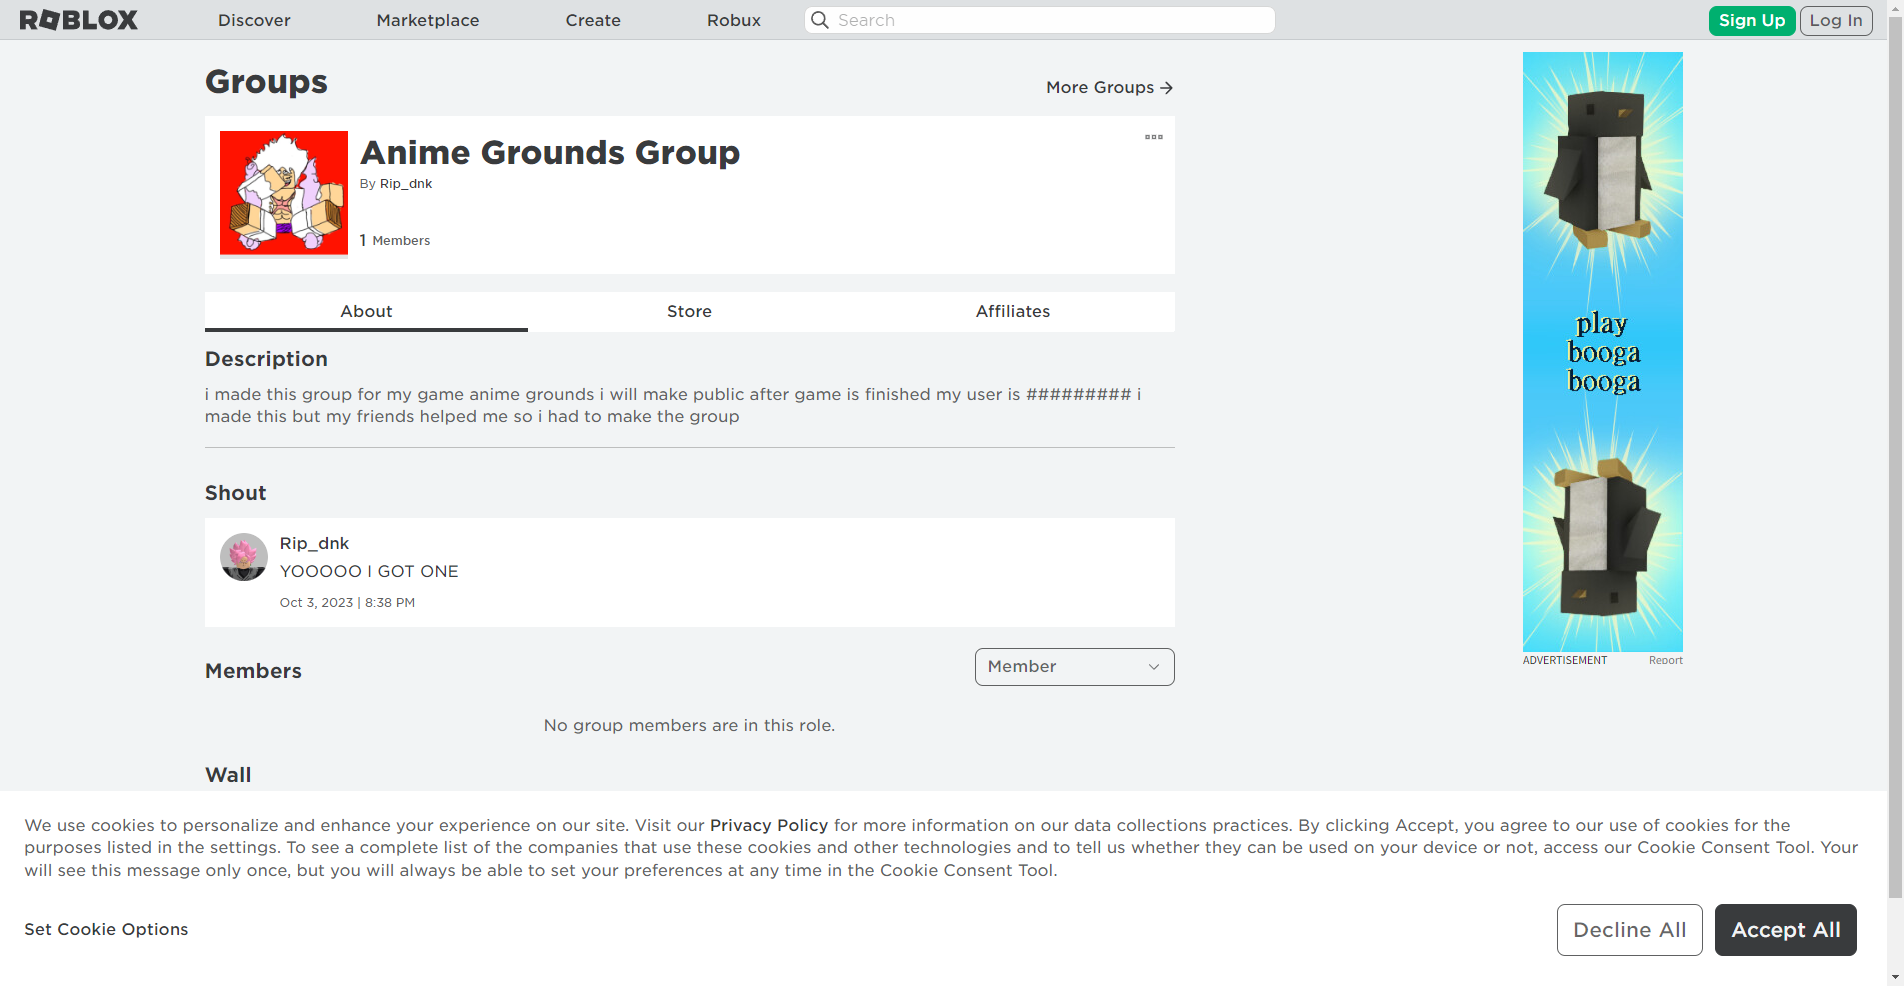 ROBLOX
Discover
Marketplace
Create
Robux
Search
Sign Up
Log In
Groups
More Groups
Anime Grounds Group
By Rip_dnk
1 Members
About
Store
Affiliates
Description
i made this group for my game anime grounds i will make public after game is finished my user is ######### i
made this but my friends helped me so i had to make the group
Shout
Rip_dnk
YOOOOO I GOT ONE
Oct 3, 2023 | 8:38 PM
Members
Member
No group members are in this role.
Wall
play
booga
booga
ADVERTISEMENT
Report
We use cookies to personalize and enhance your experience on our site. Visit our Privacy Policy for more information on our data collections practices. By clicking Accept, you agree to our use of cookies for the
purposes listed in the settings. To see a complete list of the companies that use these cookies and other technologies and to tell us whether they can be used on your device or not, access our Cookie Consent Tool. Your
will see this message only once, but you will always be able to set your preferences at any time in the Cookie Consent Tool.
Set Cookie Options
Decline All
Accept All